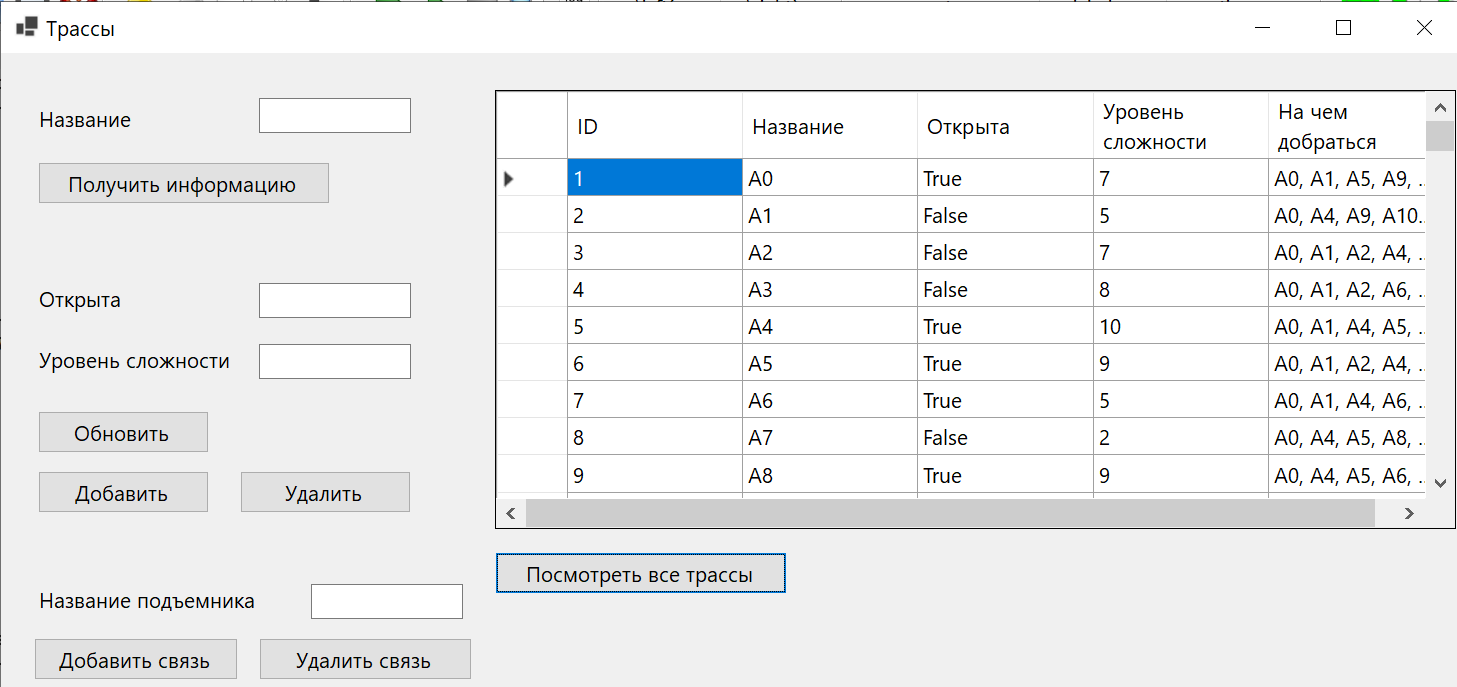 Трассы
Название
Получить информацию
Открыта
Уровень сложности
Обновить
Добавить Удалить
Название подъемника
Добавить связь Удалить связь
ID Название Открыта Уровень сложности На чем добраться
1 A0 True 7 A0, A1, A5, A9, ..
2 A1 False 5 A0, A4, A9, A10..
3 A2 False 7 A0, A1, A2, A4, ..
4 A3 False 8 A0, A1, A2, A6, ..
5 A4 True 10 A0, A1, A4, A5, ..
6 A5 True 9 A0, A1, A2, A4, ..
7 A6 True 5 A0, A1, A4, A6, ..
8 A7 False 2 A0, A4, A5, A8, ..
9 A8 True 9 A0, A4, A5, A6, ..
Посмотреть все трассы